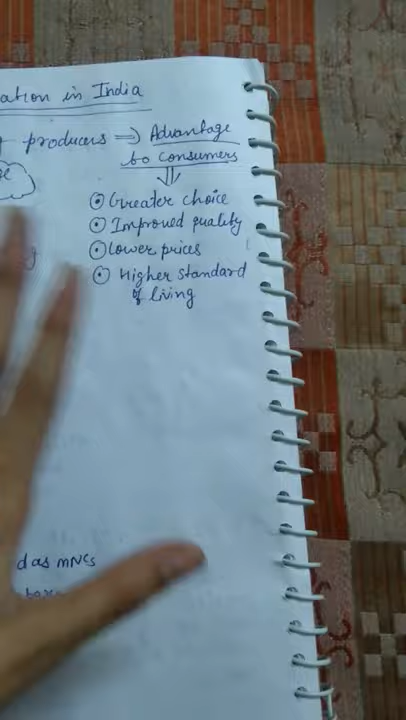 ation in India
producers ⇒ Advantage
to consumers
⊙ Greater choice
⊙ Improved quality
⊙ Lower prices
⊙ Higher standard
of living
d as MNCs